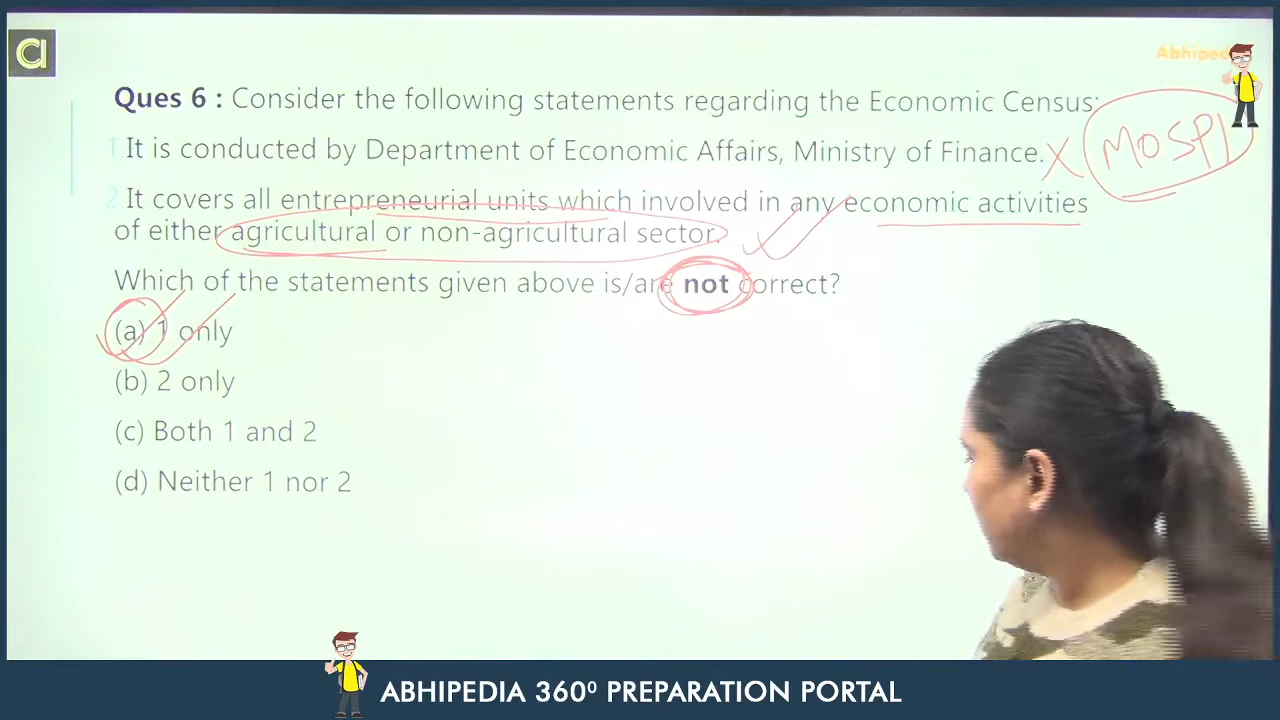 Abhiped
Ques 6 : Consider the following statements regarding the Economic Census:
1 It is conducted by Department of Economic Affairs, Ministry of Finance. X MOSPI
2 It covers all entrepreneurial units which involved in any economic activities
of either agricultural or non-agricultural sector.
Which of the statements given above is/are not correct?
(a) 1 only
(b) 2 only
(c) Both 1 and 2
(d) Neither 1 nor 2
ABHIPEDIA 360⁰ PREPARATION PORTAL